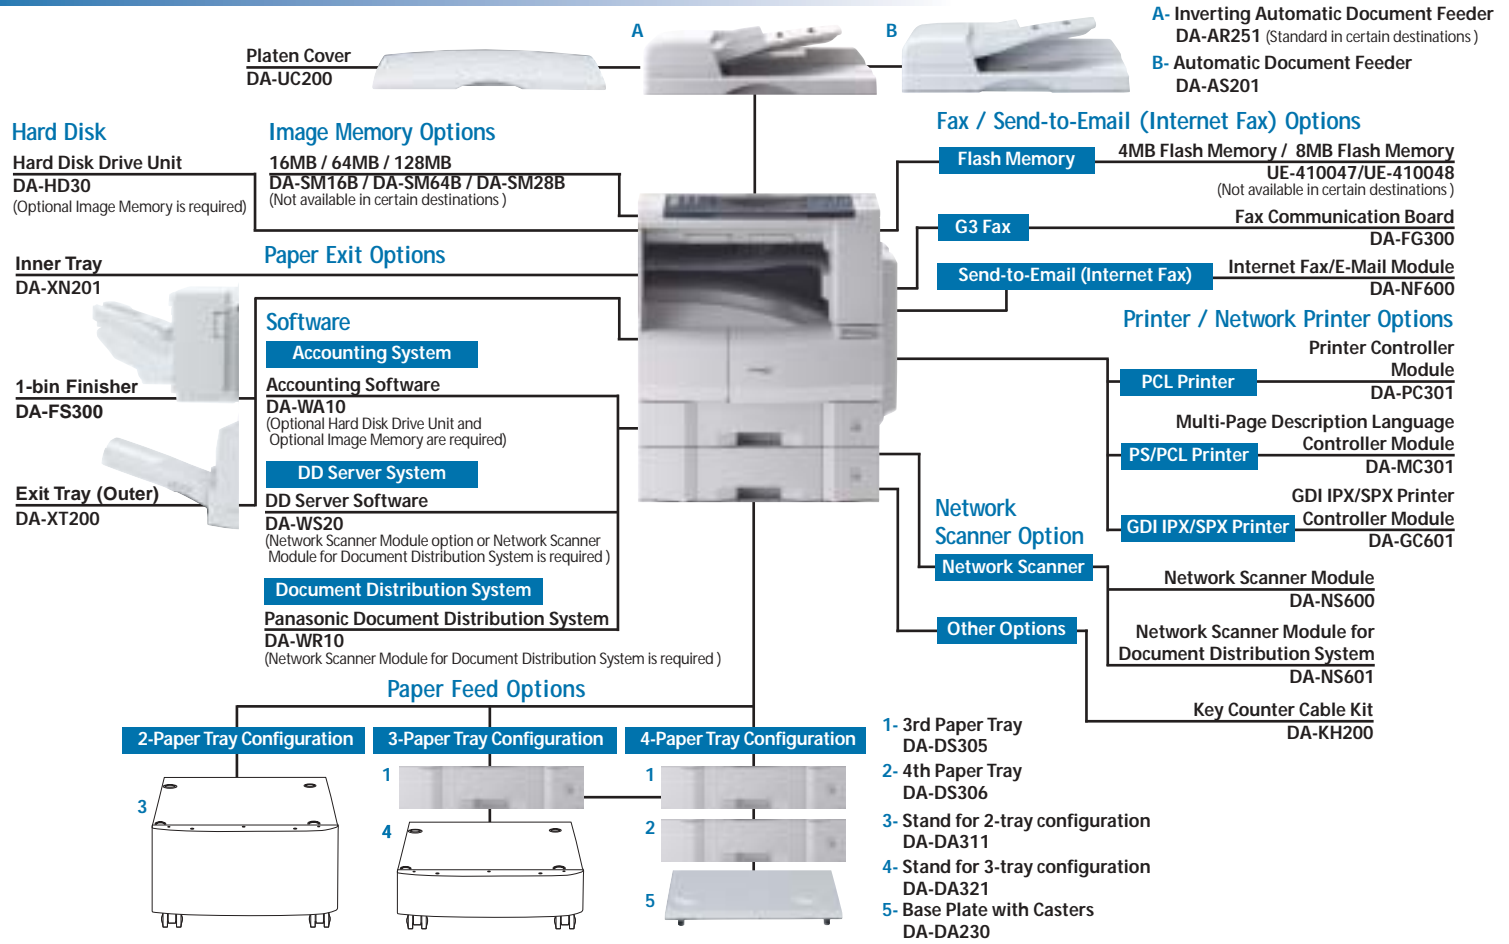 A- Inverting Automatic Document Feeder
DA-AR251 (Standard in certain destinations )
B- Automatic Document Feeder
DA-AS201
A
B
Platen Cover
DA-UC200
Hard Disk
Hard Disk Drive Unit
DA-HD30
(Optional Image Memory is required)
Image Memory Options
16MB / 64MB / 128MB
DA-SM16B / DA-SM64B / DA-SM28B
(Not available in certain destinations )
Fax / Send-to-Email (Internet Fax) Options
Flash Memory
4MB Flash Memory / 8MB Flash Memory
UE-410047/UE-410048
(Not available in certain destinations )
G3 Fax
Fax Communication Board
DA-FG300
Send-to-Email (Internet Fax)
Internet Fax/E-Mail Module
DA-NF600
Paper Exit Options
Inner Tray
DA-XN201
1-bin Finisher
DA-FS300
Exit Tray (Outer)
DA-XT200
Software
Accounting System
Accounting Software
DA-WA10
(Optional Hard Disk Drive Unit and
Optional Image Memory are required)
DD Server System
DD Server Software
DA-WS20
(Network Scanner Module option or Network Scanner
Module for Document Distribution System is required )
Document Distribution System
Panasonic Document Distribution System
DA-WR10
(Network Scanner Module for Document Distribution System is required )
Printer / Network Printer Options
Printer Controller
Module
PCL Printer
DA-PC301
Multi-Page Description Language
PS/PCL Printer
Controller Module
DA-MC301
GDI IPX/SPX Printer
GDI IPX/SPX Printer
Controller Module
DA-GC601
Network
Scanner Option
Network Scanner
Network Scanner Module
DA-NS600
Network Scanner Module for
Document Distribution System
DA-NS601
Other Options
Key Counter Cable Kit
DA-KH200
Paper Feed Options
2-Paper Tray Configuration
3-Paper Tray Configuration
4-Paper Tray Configuration
3
1
4
1
2
5
1- 3rd Paper Tray
DA-DS305
2- 4th Paper Tray
DA-DS306
3- Stand for 2-tray configuration
DA-DA311
4- Stand for 3-tray configuration
DA-DA321
5- Base Plate with Casters
DA-DA230